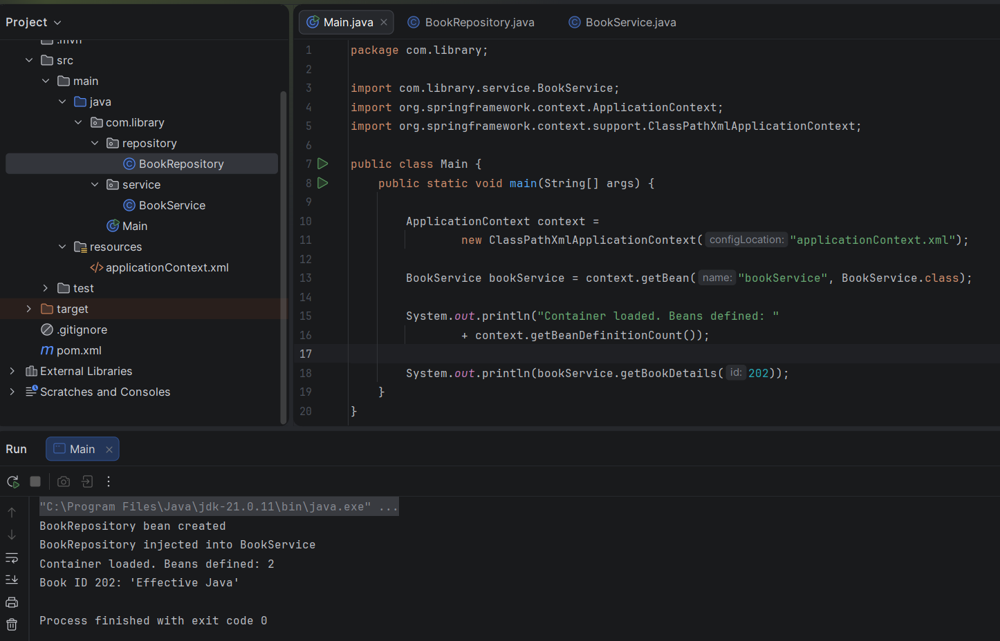 Project
Main.java
BookRepository.java
BookService.java
.mvn
src
main
java
com.library
repository
BookRepository
service
BookService
Main
resources
applicationContext.xml
test
target
.gitignore
pom.xml
External Libraries
Scratches and Consoles
1 package com.library;
2
3 import com.library.service.BookService;
4 import org.springframework.context.ApplicationContext;
5 import org.springframework.context.support.ClassPathXmlApplicationContext;
6
7 public class Main {
8 public static void main(String[] args) {
9
10 ApplicationContext context =
11 new ClassPathXmlApplicationContext( configLocation: "applicationContext.xml");
12
13 BookService bookService = context.getBean( name: "bookService", BookService.class);
14
15 System.out.println("Container loaded. Beans defined: "
16 + context.getBeanDefinitionCount());
17
18 System.out.println(bookService.getBookDetails( id: 202));
19 }
20 }
Run
Main
"C:\Program Files\Java\jdk-21.0.11\bin\java.exe" ...
BookRepository bean created
BookRepository injected into BookService
Container loaded. Beans defined: 2
Book ID 202: 'Effective Java'
Process finished with exit code 0